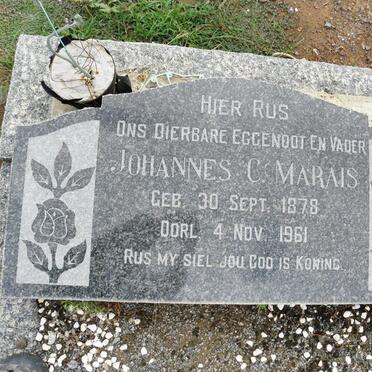 HIER RUS
ONS DIERBARE EGGENOOT EN VADER
JOHANNES C. MARAIS
GEB. 30 SEPT. 1878
OORL. 4 NOV. 1961
RUS MY SIEL JOU GOD IS KONING...